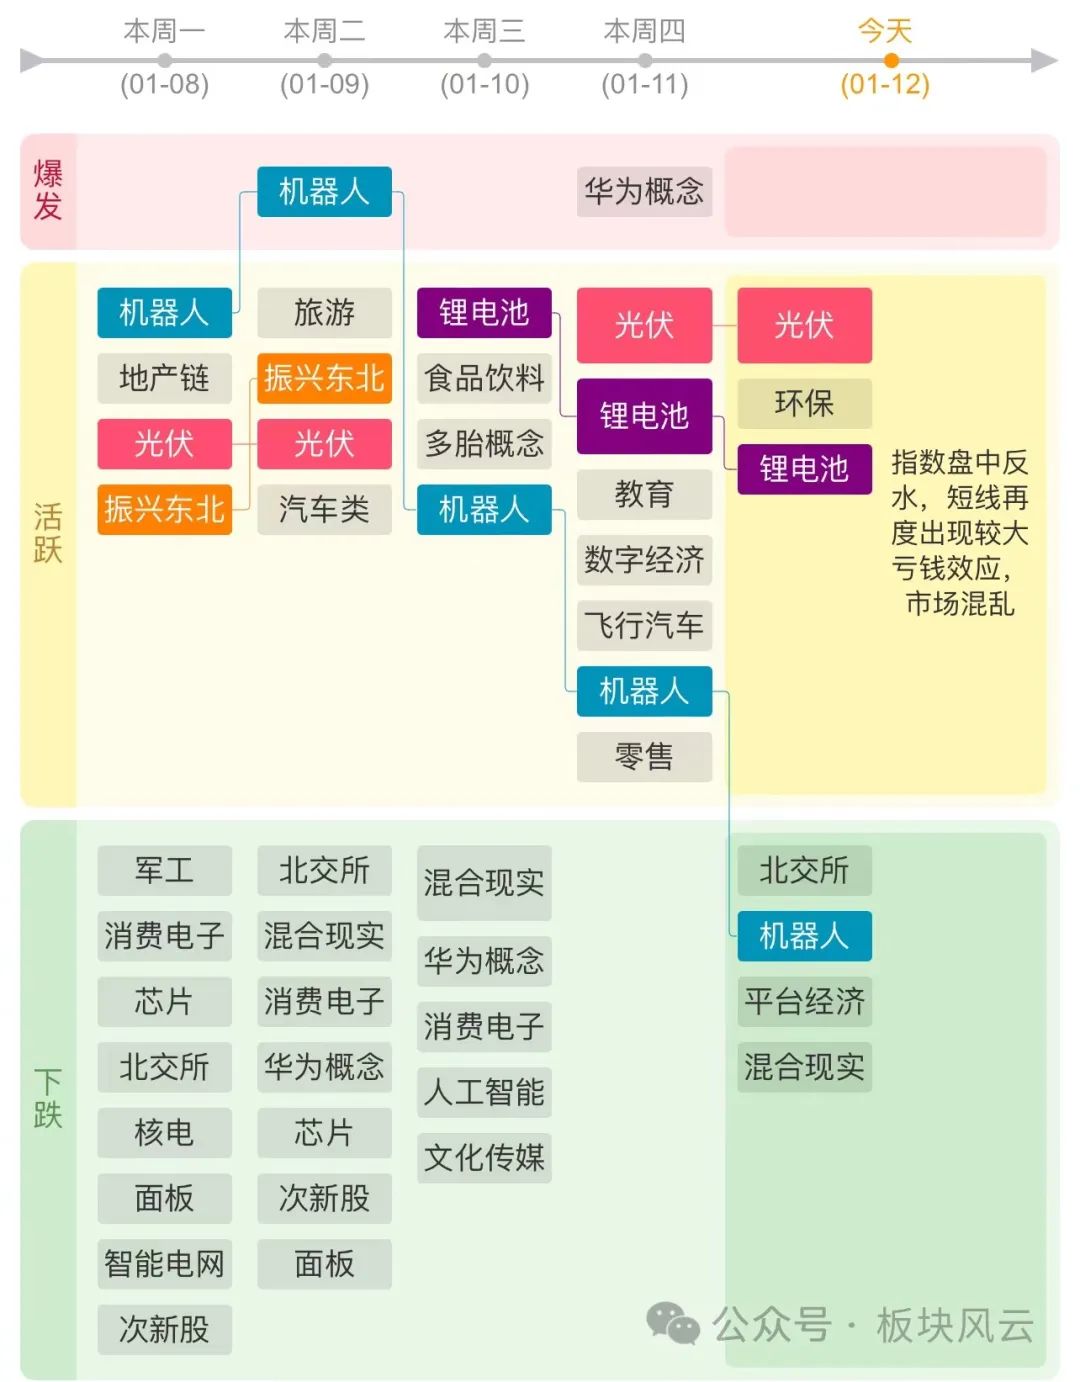 本周一
本周二
本周三
本周四
今天
(01-08)
(01-09)
(01-10)
(01-11)
(01-12)
爆
发
机器人
华为概念
活
跃
机器人
地产链
光伏
振兴东北
旅游
振兴东北
光伏
汽车类
锂电池
食品饮料
多胎概念
机器人
光伏
锂电池
教育
数字经济
飞行汽车
机器人
零售
光伏
环保
锂电池
指数盘中反
水，短线再
度出现较大
亏钱效应，
市场混乱
下
跌
军工
消费电子
芯片
北交所
核电
面板
智能电网
次新股
北交所
混合现实
消费电子
华为概念
芯片
次新股
面板
混合现实
华为概念
消费电子
人工智能
文化传媒
北交所
机器人
平台经济
混合现实
公众号·板块风云